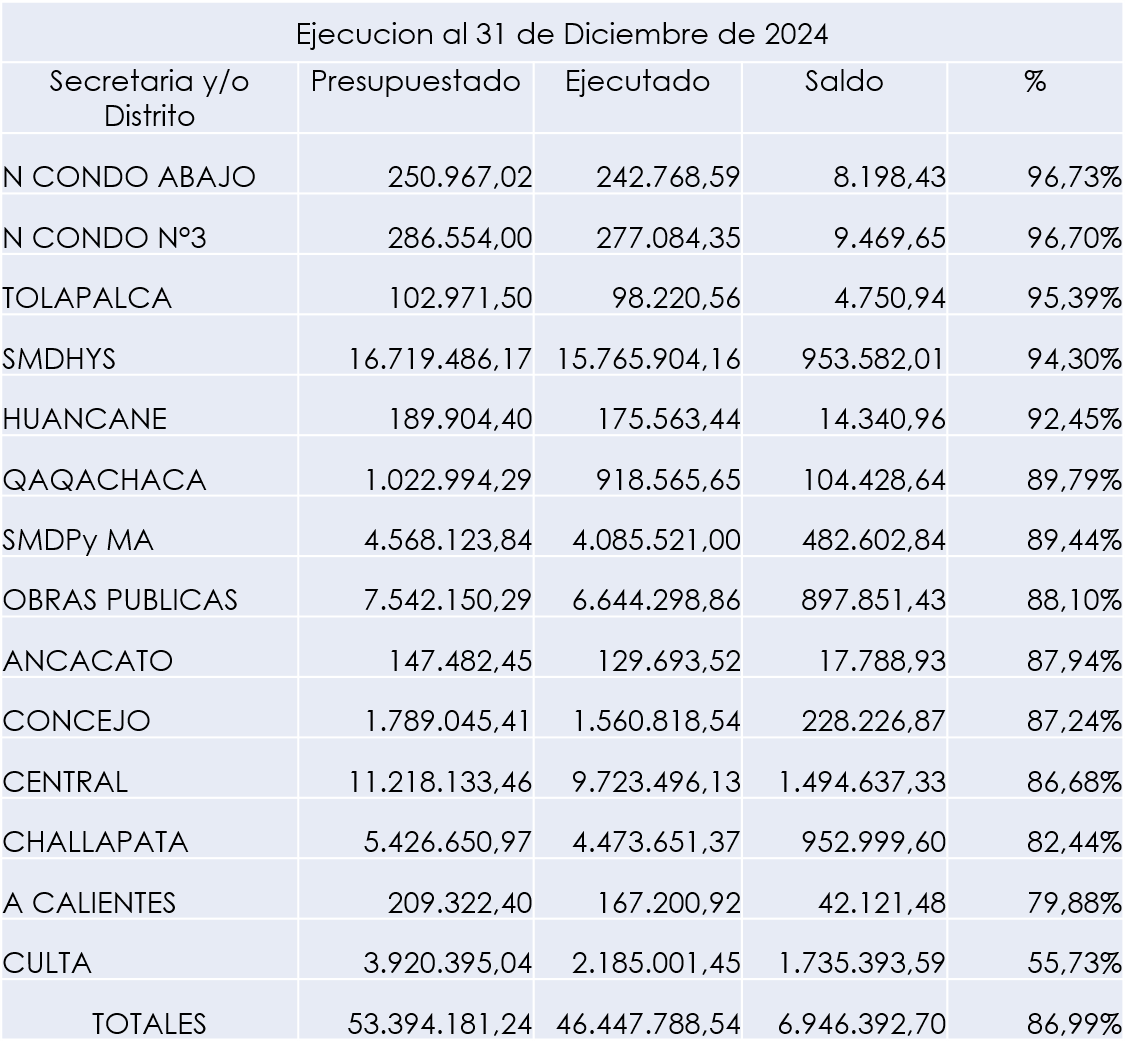 Ejecucion al 31 de Diciembre de 2024
Secretaria y/o Distrito Presupuestado Ejecutado Saldo %
N CONDO ABAJO 250.967,02 242.768,59 8.198,43 96,73%
N CONDO Nº3 286.554,00 277.084,35 9.469,65 96,70%
TOLAPALCA 102.971,50 98.220,56 4.750,94 95,39%
SMDHYS 16.719.486,17 15.765.904,16 953.582,01 94,30%
HUANCANE 189.904,40 175.563,44 14.340,96 92,45%
QAQACHACA 1.022.994,29 918.565,65 104.428,64 89,79%
SMDPy MA 4.568.123,84 4.085.521,00 482.602,84 89,44%
OBRAS PUBLICAS 7.542.150,29 6.644.298,86 897.851,43 88,10%
ANCACATO 147.482,45 129.693,52 17.788,93 87,94%
CONCEJO 1.789.045,41 1.560.818,54 228.226,87 87,24%
CENTRAL 11.218.133,46 9.723.496,13 1.494.637,33 86,68%
CHALLAPATA 5.426.650,97 4.473.651,37 952.999,60 82,44%
A CALIENTES 209.322,40 167.200,92 42.121,48 79,88%
CULTA 3.920.395,04 2.185.001,45 1.735.393,59 55,73%
TOTALES 53.394.181,24 46.447.788,54 6.946.392,70 86,99%